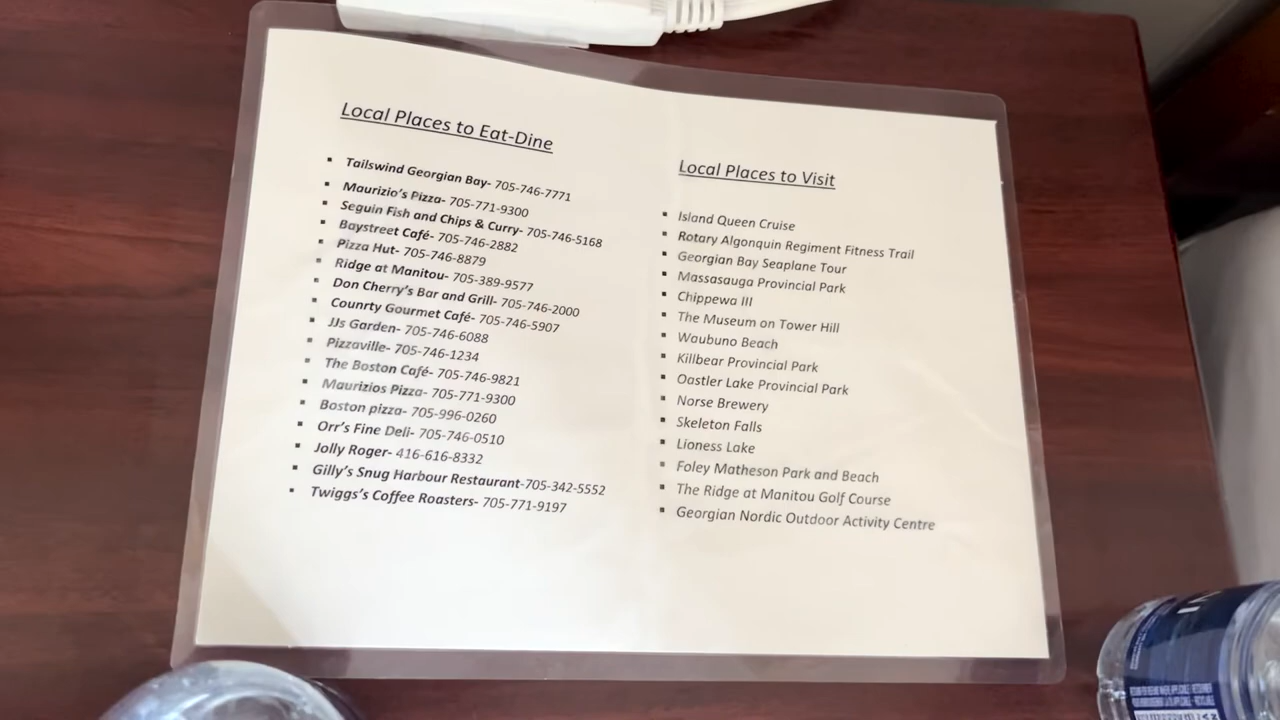 Local Places to Eat-Dine
▪ Tailswind Georgian Bay- 705-746-7771
▪ Maurizio's Pizza- 705-771-9300
▪ Seguin Fish and Chips & Curry- 705-746-5168
▪ Baystreet Café- 705-746-2882
▪ Pizza Hut- 705-746-8879
▪ Ridge at Manitou- 705-389-9577
▪ Don Cherry's Bar and Grill- 705-746-2000
▪ Counrty Gourmet Café- 705-746-5907
▪ JJs Garden- 705-746-6088
▪ Pizzaville- 705-746-1234
▪ The Boston Café- 705-746-9821
▪ Maurizios Pizza- 705-771-9300
▪ Boston pizza- 705-996-0260
▪ Orr's Fine Deli- 705-746-0510
▪ Jolly Roger- 416-616-8332
▪ Gilly's Snug Harbour Restaurant-705-342-5552
▪ Twiggs's Coffee Roasters- 705-771-9197
Local Places to Visit
▪ Island Queen Cruise
▪ Rotary Algonquin Regiment Fitness Trail
▪ Georgian Bay Seaplane Tour
▪ Massasauga Provincial Park
▪ Chippewa III
▪ The Museum on Tower Hill
▪ Waubuno Beach
▪ Killbear Provincial Park
▪ Oastler Lake Provincial Park
▪ Norse Brewery
▪ Skeleton Falls
▪ Lioness Lake
▪ Foley Matheson Park and Beach
▪ The Ridge at Manitou Golf Course
▪ Georgian Nordic Outdoor Activity Centre